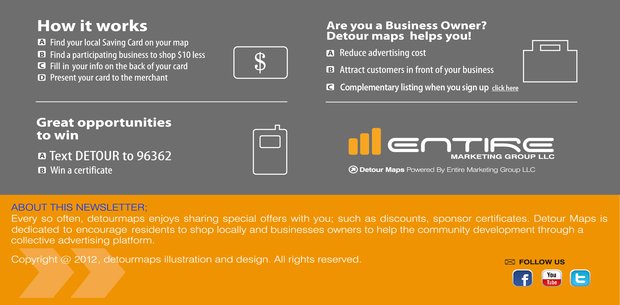 How it works
A Find your local Saving Card on your map
B Find a participating business to shop $10 less
C Fill in your info on the back of your card
D Present your card to the merchant
$
Great opportunities
to win
A Text DETOUR to 96362
B Win a certificate
Are you a Business Owner?
Detour maps helps you!
A Reduce advertising cost
B Attract customers in front of your business
C Complementary listing when you sign up click here
ENTIRE
MARKETING GROUP LLC
Detour Maps Powered By Entire Marketing Group LLC
ABOUT THIS NEWSLETTER;
Every so often, detourmaps enjoys sharing special offers with you; such as discounts, sponsor certificates. Detour Maps is
dedicated to encourage residents to shop locally and businesses owners to help the community development through a
collective advertising platform.
Copyright @ 2012, detourmaps illustration and design. All rights reserved.
FOLLOW US
f
You
Tube
t